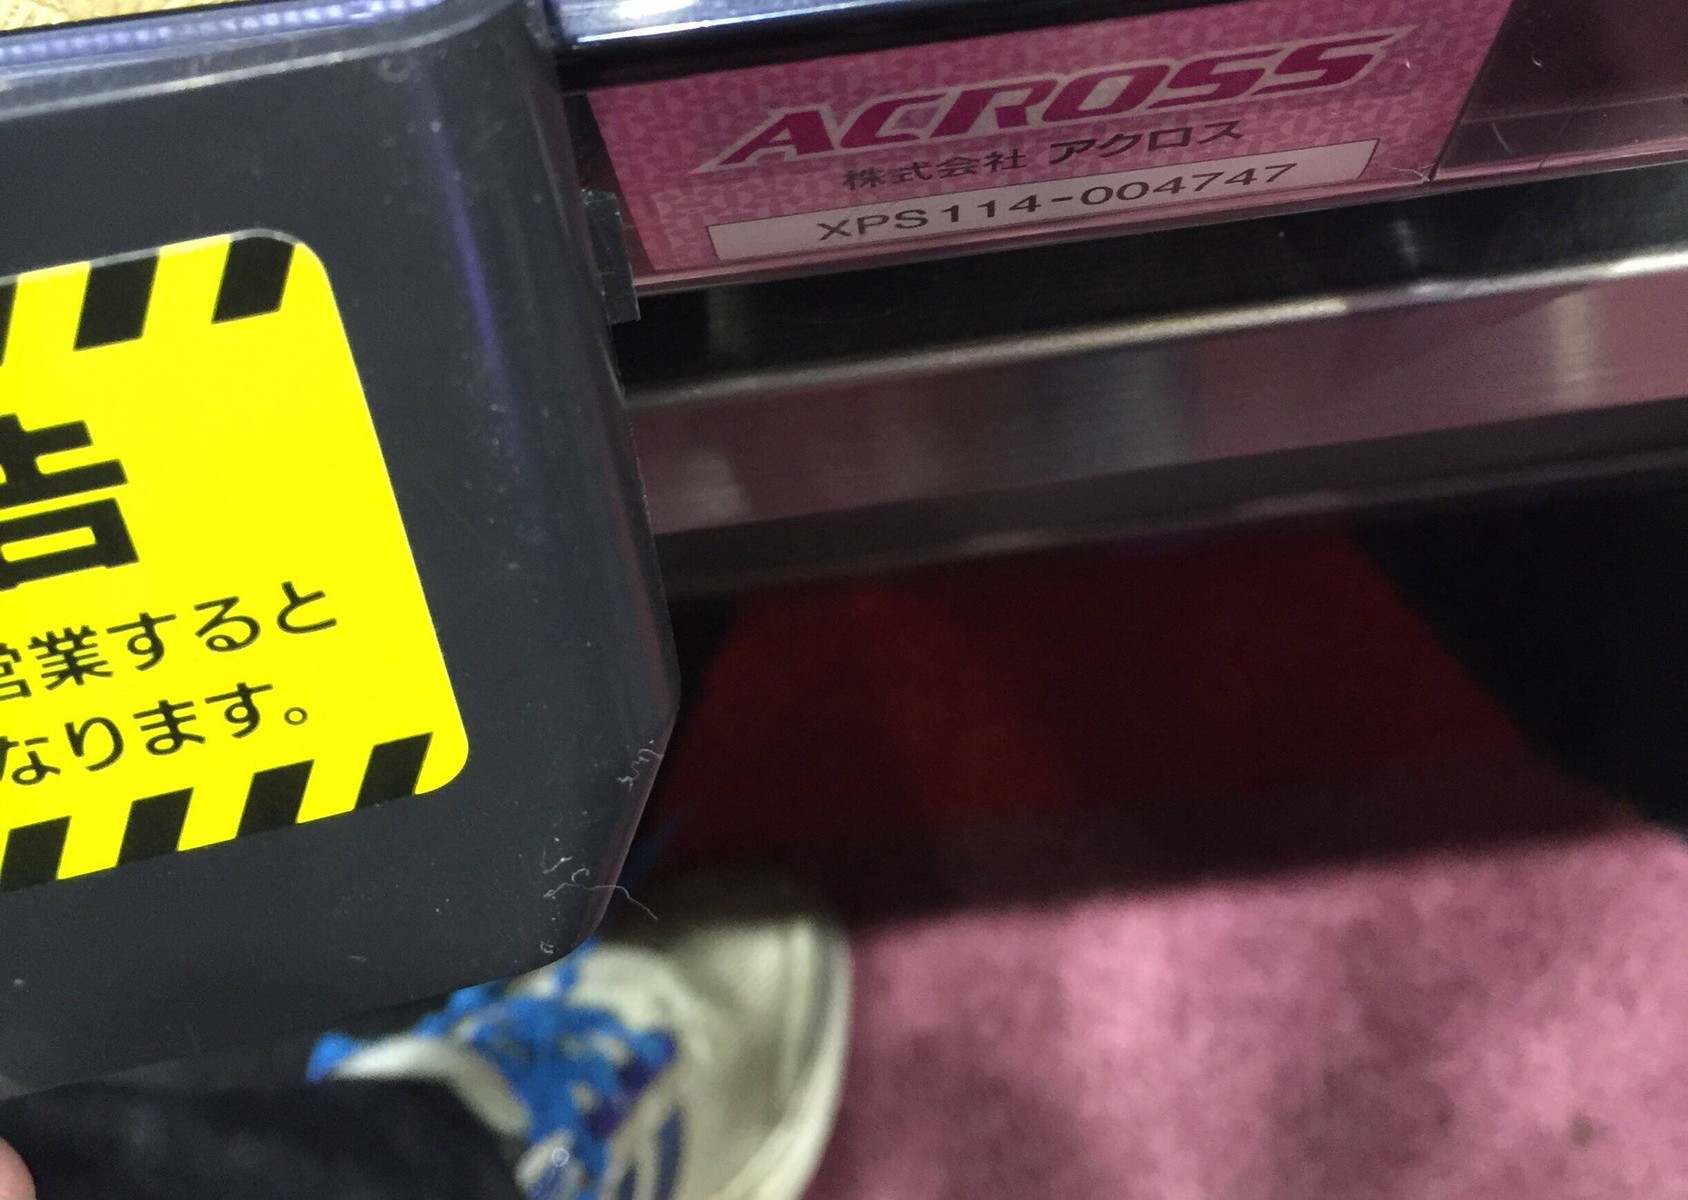 ACROSS
株式会社 アクロス
XPS114-004747
告
営業すると
なります。